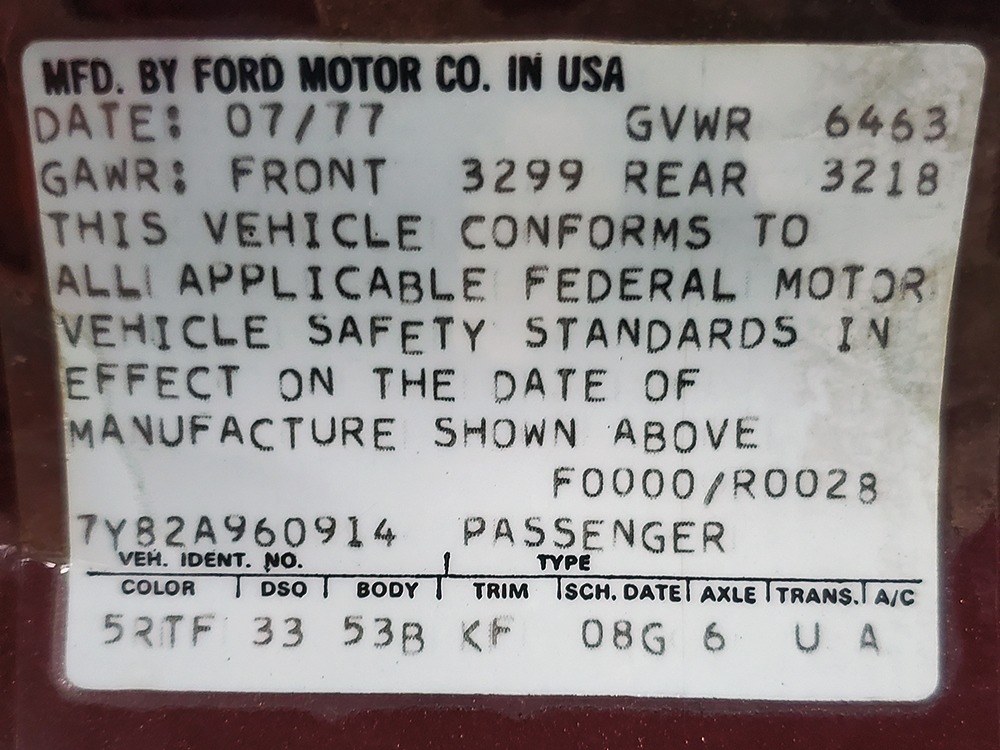 MFD. BY FORD MOTOR CO. IN USA
DATE: 07/77 GVWR 6463
GAWR: FRONT 3299 REAR 3218
THIS VEHICLE CONFORMS TO
ALL APPLICABLE FEDERAL MOTOR
VEHICLE SAFETY STANDARDS IN
EFFECT ON THE DATE OF
MANUFACTURE SHOWN ABOVE
F0000/R0028
7Y82A960914 PASSENGER
VEH. IDENT. NO. TYPE
COLOR DSO BODY TRIM SCH. DATE AXLE TRANS. A/C
5RTF 33 53B KF 08G 6 U A